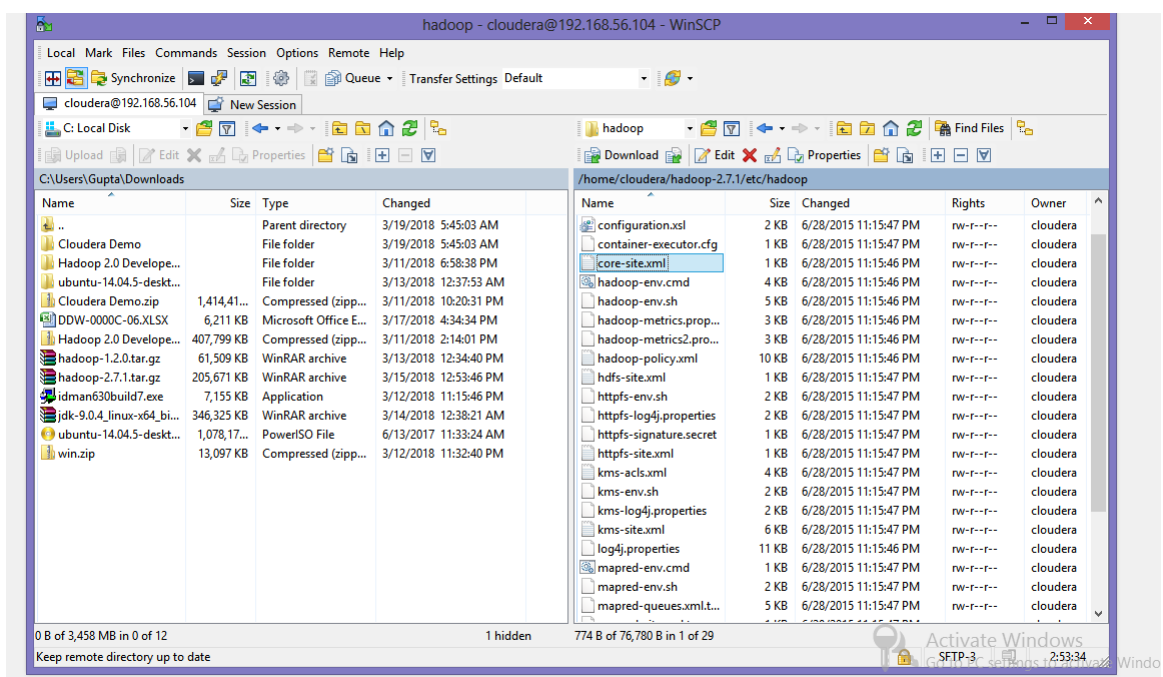 hadoop - cloudera@192.168.56.104 - WinSCP
Local Mark Files Commands Session Options Remote Help
Synchronize Queue Transfer Settings Default
cloudera@192.168.56.104 New Session
C: Local Disk hadoop Find Files
Upload Edit Properties Download Edit Properties
C:\Users\Gupta\Downloads /home/cloudera/hadoop-2.7.1/etc/hadoop
Name Size Type Changed Name Size Changed Rights Owner
.. Parent directory 3/19/2018 5:45:03 AM configuration.xsl 2 KB 6/28/2015 11:15:47 PM rw-r--r-- cloudera
Cloudera Demo File folder 3/19/2018 5:45:03 AM container-executor.cfg 1 KB 6/28/2015 11:15:47 PM rw-r--r-- cloudera
Hadoop 2.0 Develope... File folder 3/11/2018 6:58:38 PM core-site.xml 1 KB 6/28/2015 11:15:46 PM rw-r--r-- cloudera
ubuntu-14.04.5-deskt... File folder 3/13/2018 12:37:53 AM hadoop-env.cmd 4 KB 6/28/2015 11:15:46 PM rw-r--r-- cloudera
Cloudera Demo.zip 1,414,41... Compressed (zipp... 3/11/2018 10:20:31 PM hadoop-env.sh 5 KB 6/28/2015 11:15:46 PM rw-r--r-- cloudera
DDW-0000C-06.XLSX 6,211 KB Microsoft Office E... 3/17/2018 4:34:34 PM hadoop-metrics.prop... 3 KB 6/28/2015 11:15:46 PM rw-r--r-- cloudera
Hadoop 2.0 Develope... 407,799 KB Compressed (zipp... 3/11/2018 2:14:01 PM hadoop-metrics2.pro... 3 KB 6/28/2015 11:15:46 PM rw-r--r-- cloudera
hadoop-1.2.0.tar.gz 61,509 KB WinRAR archive 3/13/2018 12:34:40 PM hadoop-policy.xml 10 KB 6/28/2015 11:15:46 PM rw-r--r-- cloudera
hadoop-2.7.1.tar.gz 205,671 KB WinRAR archive 3/15/2018 12:53:46 PM hdfs-site.xml 1 KB 6/28/2015 11:15:46 PM rw-r--r-- cloudera
idman630build7.exe 7,155 KB Application 3/12/2018 11:15:46 PM httpfs-env.sh 2 KB 6/28/2015 11:15:47 PM rw-r--r-- cloudera
jdk-9.0.4_linux-x64_bi... 346,325 KB WinRAR archive 3/14/2018 12:38:21 AM httpfs-log4j.properties 2 KB 6/28/2015 11:15:47 PM rw-r--r-- cloudera
ubuntu-14.04.5-deskt... 1,078,17... PowerISO File 6/13/2017 11:33:24 AM httpfs-signature.secret 1 KB 6/28/2015 11:15:47 PM rw-r--r-- cloudera
win.zip 13,097 KB Compressed (zipp... 3/12/2018 11:32:40 PM httpfs-site.xml 1 KB 6/28/2015 11:15:47 PM rw-r--r-- cloudera
kms-acls.xml 4 KB 6/28/2015 11:15:47 PM rw-r--r-- cloudera
kms-env.sh 2 KB 6/28/2015 11:15:47 PM rw-r--r-- cloudera
kms-log4j.properties 2 KB 6/28/2015 11:15:47 PM rw-r--r-- cloudera
kms-site.xml 6 KB 6/28/2015 11:15:47 PM rw-r--r-- cloudera
log4j.properties 11 KB 6/28/2015 11:15:46 PM rw-r--r-- cloudera
mapred-env.cmd 1 KB 6/28/2015 11:15:47 PM rw-r--r-- cloudera
mapred-env.sh 2 KB 6/28/2015 11:15:47 PM rw-r--r-- cloudera
mapred-queues.xml.t... 5 KB 6/28/2015 11:15:47 PM rw-r--r-- cloudera
0 B of 3,458 MB in 0 of 12 1 hidden 774 B of 76,780 B in 1 of 29 Activate Windows
Keep remote directory up to date SFTP-3 2:53:34